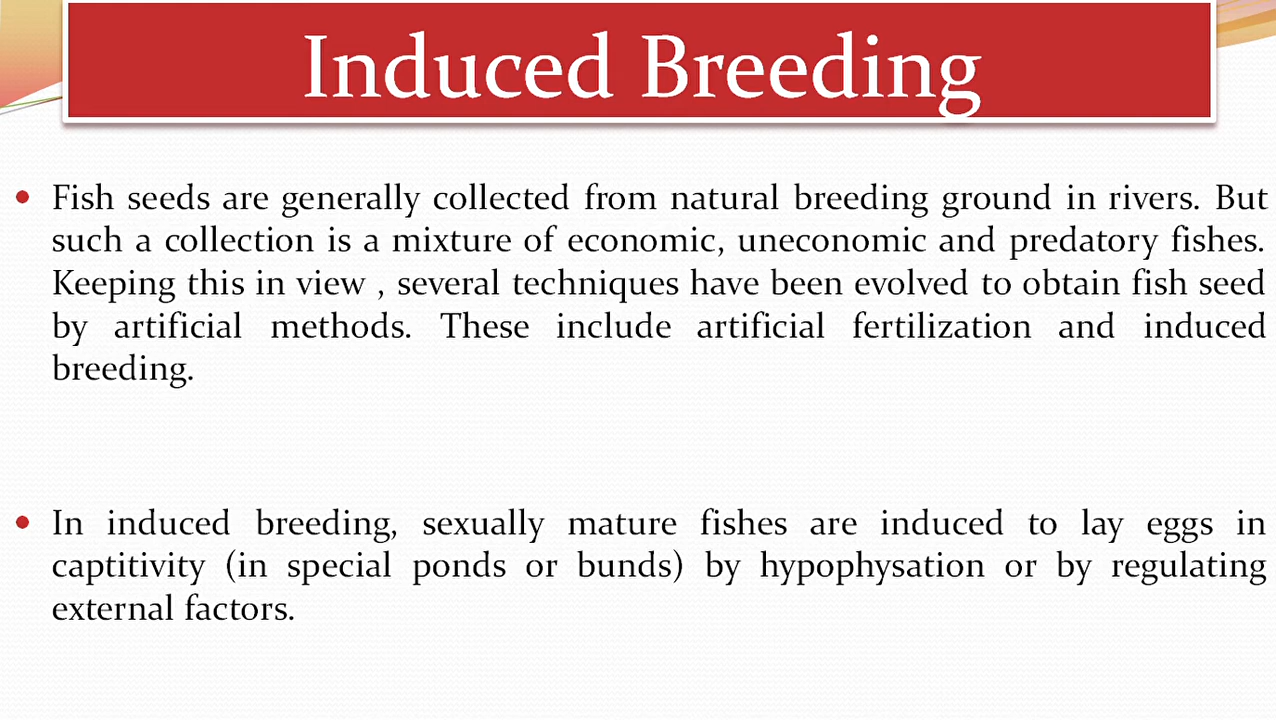 Induced Breeding
• Fish seeds are generally collected from natural breeding ground in rivers. But
such a collection is a mixture of economic, uneconomic and predatory fishes.
Keeping this in view , several techniques have been evolved to obtain fish seed
by artificial methods. These include artificial fertilization and induced
breeding.
• In induced breeding, sexually mature fishes are induced to lay eggs in
captitivity (in special ponds or bunds) by hypophysation or by regulating
external factors.